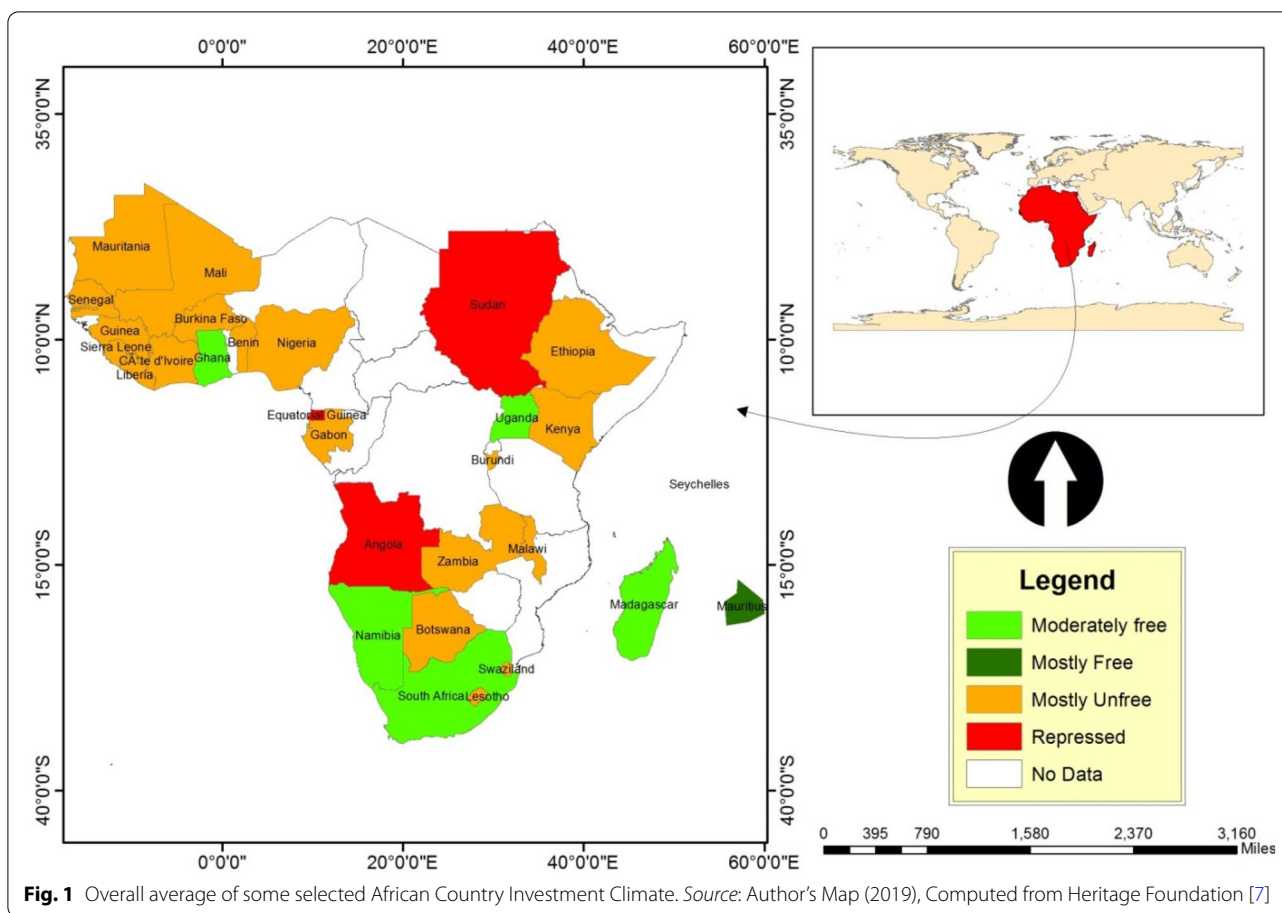 0°0'0"
20°0'0"E
40°0'0"E
60°0'0"E
35°0'0"N
35°0'0"N
10°0'0"N
10°0'0"N
15°0'0"S
15°0'0"S
40°0'0"S
40°0'0"S
Mauritania
Mali
Senegal
Burkina Faso
Guinea
Benin
Nigeria
Sierra Leone
Ghana
CÃ´te d'Ivoire
Liberia
Sudan
Ethiopia
Equatorial Guinea
Gabon
Uganda
Kenya
Burundi
Seychelles
Angola
Zambia
Malawi
Madagascar
Mauritius
Namibia
Botswana
Swaziland
South Africa
Lesotho
0°0'0"
20°0'0"E
40°0'0"E
60°0'0"E
Legend
Moderately free
Mostly Free
Mostly Unfree
Repressed
No Data
0 395 790 1,580 2,370 3,160
Miles
Fig. 1 Overall average of some selected African Country Investment Climate. Source: Author's Map (2019), Computed from Heritage Foundation [7]